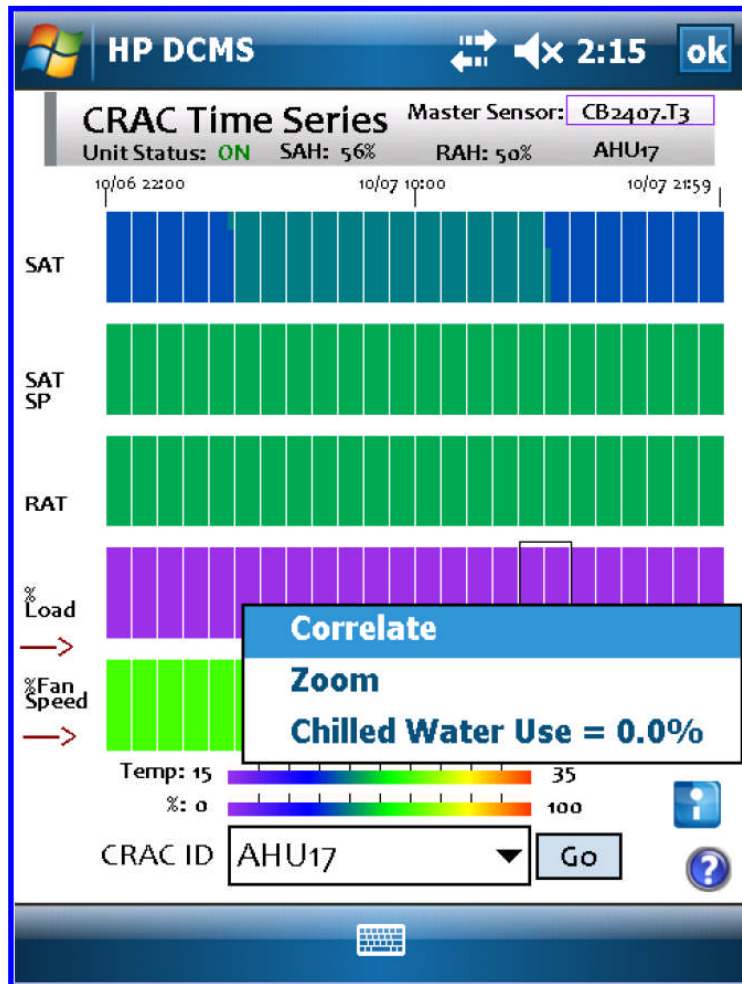 HP DCMS 2:15 ok
CRAC Time Series Master Sensor: CB2407.T3
Unit Status: ON SAH: 56% RAH: 50% AHU17
10/06 22:00 10/07 10:00 10/07 21:59
SAT
SAT
SP
RAT
%
Load
%Fan
Speed
Correlate
Zoom
Chilled Water Use = 0.0%
Temp: 15 35
%: 0 100
CRAC ID AHU17 Go